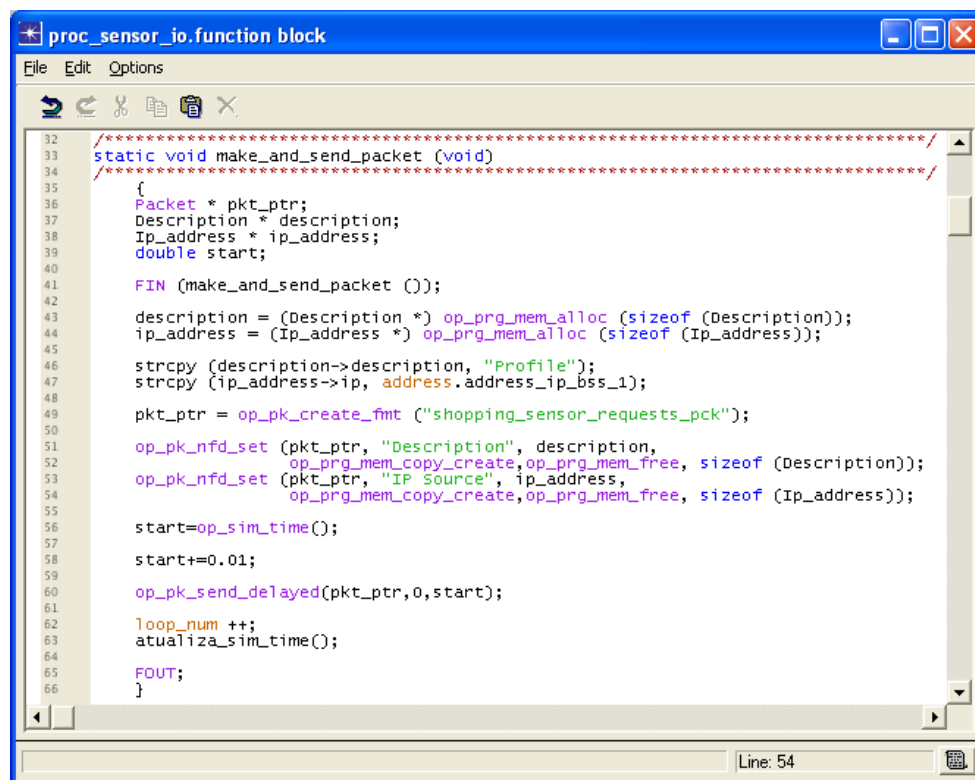 proc_sensor_io.function block
File Edit Options
32 /*******************************************************************************/
33 static void make_and_send_packet (void)
34 /*******************************************************************************/
35 {
36 Packet * pkt_ptr;
37 Description * description;
38 Ip_address * ip_address;
39 double start;
40
41 FIN (make_and_send_packet ());
42
43 description = (Description *) op_prg_mem_alloc (sizeof (Description));
44 ip_address = (Ip_address *) op_prg_mem_alloc (sizeof (Ip_address));
45
46 strcpy (description->description, "Profile");
47 strcpy (ip_address->ip, address.address_ip_bss_1);
48
49 pkt_ptr = op_pk_create_fmt ("shopping_sensor_requests_pck");
50
51 op_pk_nfd_set (pkt_ptr, "Description", description,
52 op_prg_mem_copy_create,op_prg_mem_free, sizeof (Description));
53 op_pk_nfd_set (pkt_ptr, "IP Source", ip_address,
54 op_prg_mem_copy_create,op_prg_mem_free, sizeof (Ip_address));
55
56 start=op_sim_time();
57
58 start+=0.01;
59
60 op_pk_send_delayed(pkt_ptr,0,start);
61
62 loop_num ++;
63 atualiza_sim_time();
64
65 FOUT;
66 }
Line: 54